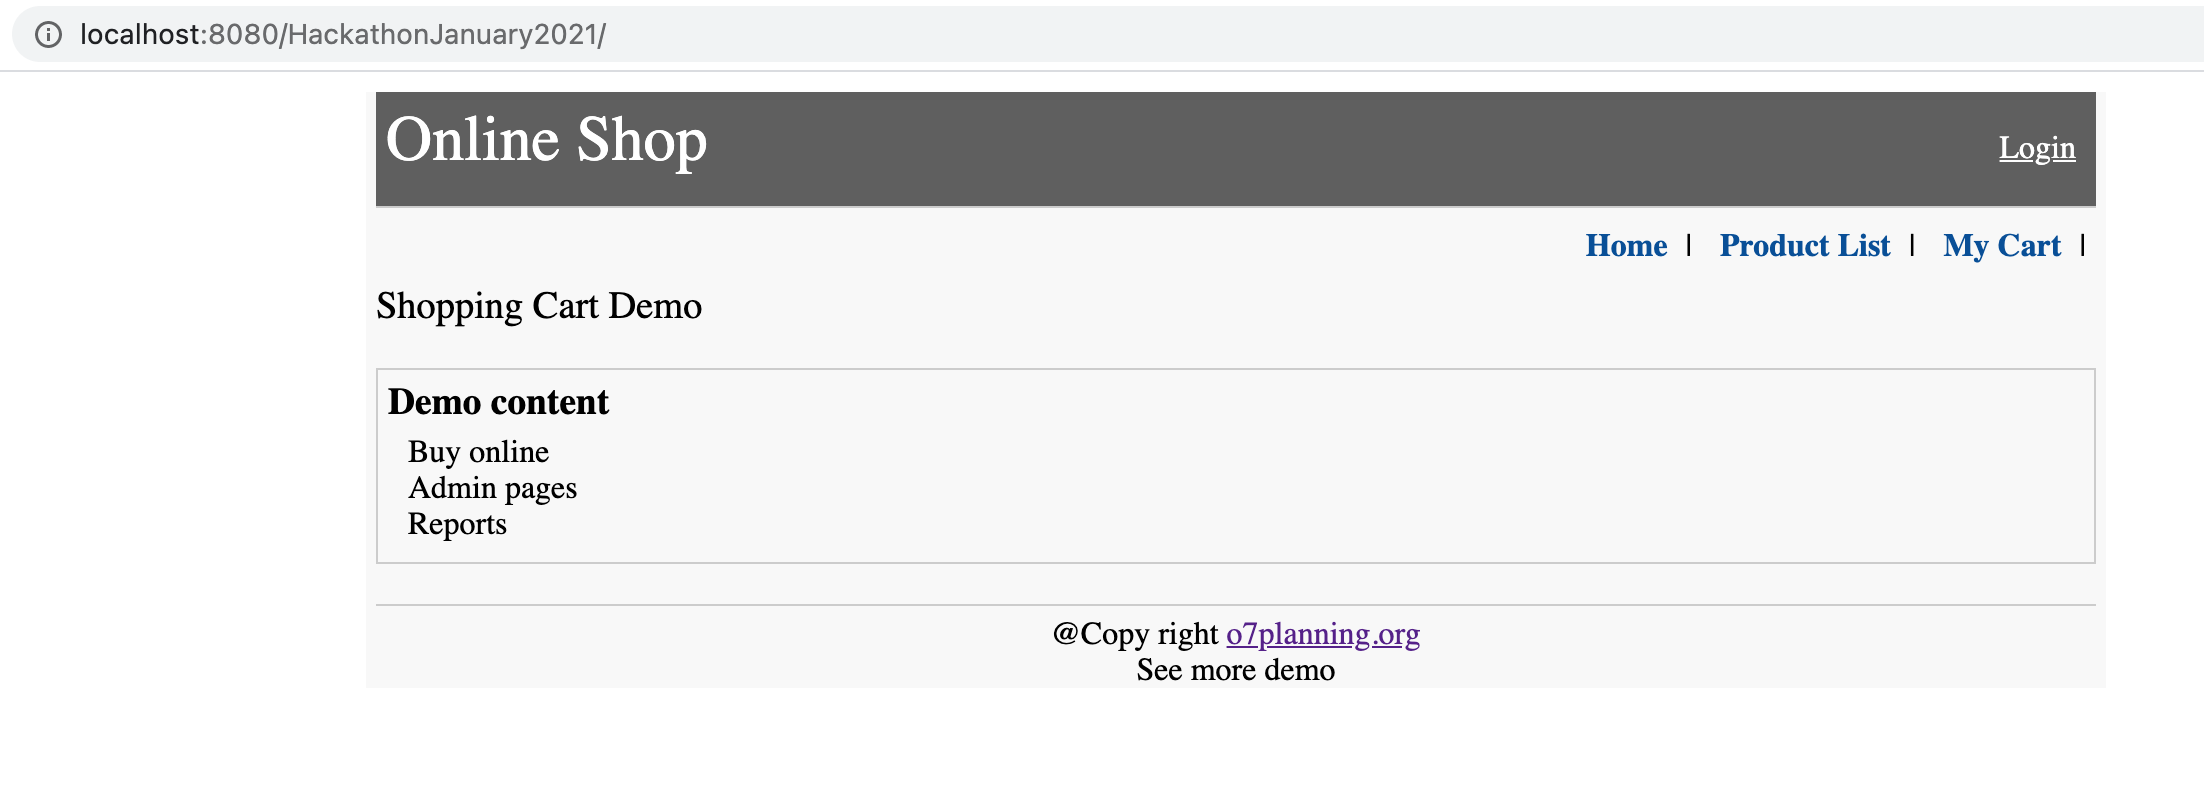 localhost:8080/HackathonJanuary2021/
Online Shop
Login
Home | Product List | My Cart |
Shopping Cart Demo
Demo content
Buy online
Admin pages
Reports
@Copy right o7planning.org
See more demo